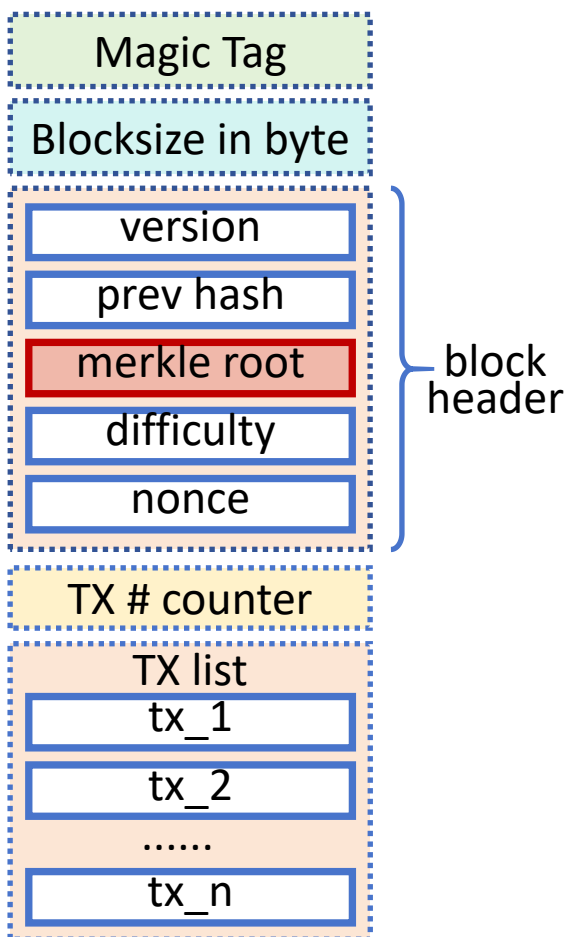 Magic Tag
Blocksize in byte
version
prev hash
merkle root
difficulty
nonce
block
header
TX # counter
TX list
tx_1
tx_2
......
tx_n